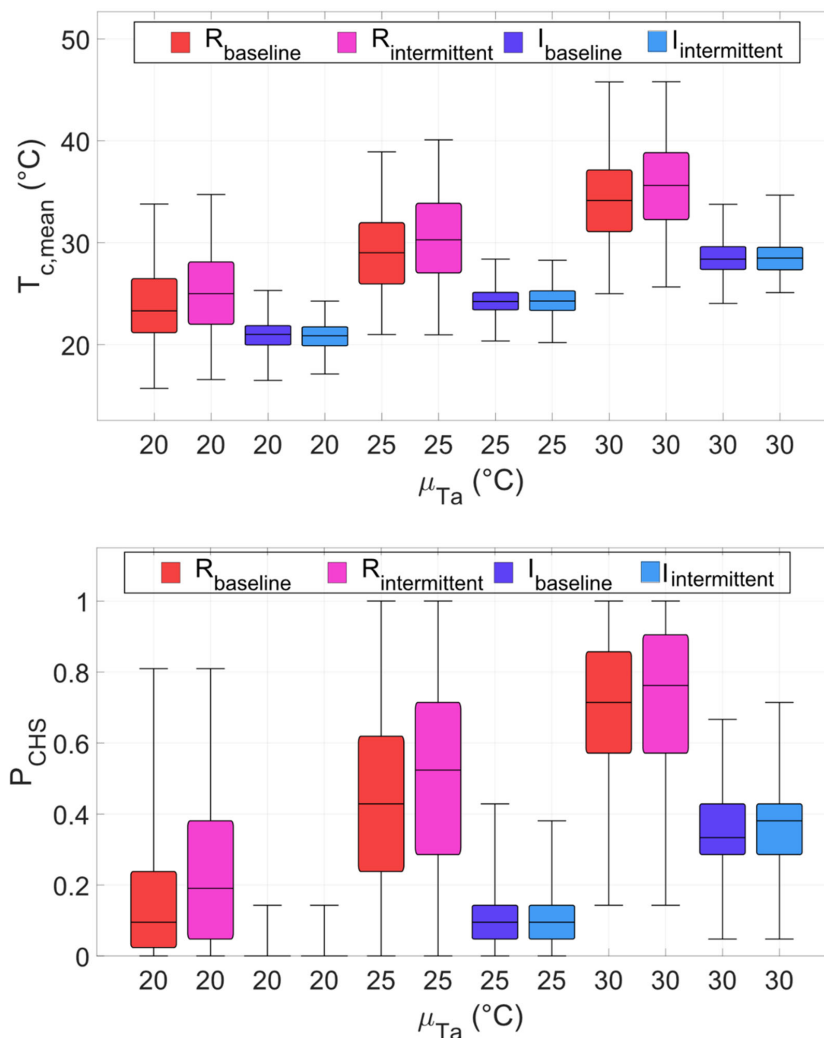 50
R_baseline R_intermittent I_baseline I_intermittent
40
30
20
T_c,mean (°C)
20 20 20 20 25 25 25 25 30 30 30 30
μ_Ta (°C)
R_baseline R_intermittent I_baseline I_intermittent
1
0.8
0.6
0.4
0.2
0
P_CHS
20 20 20 20 25 25 25 25 30 30 30 30
μ_Ta (°C)